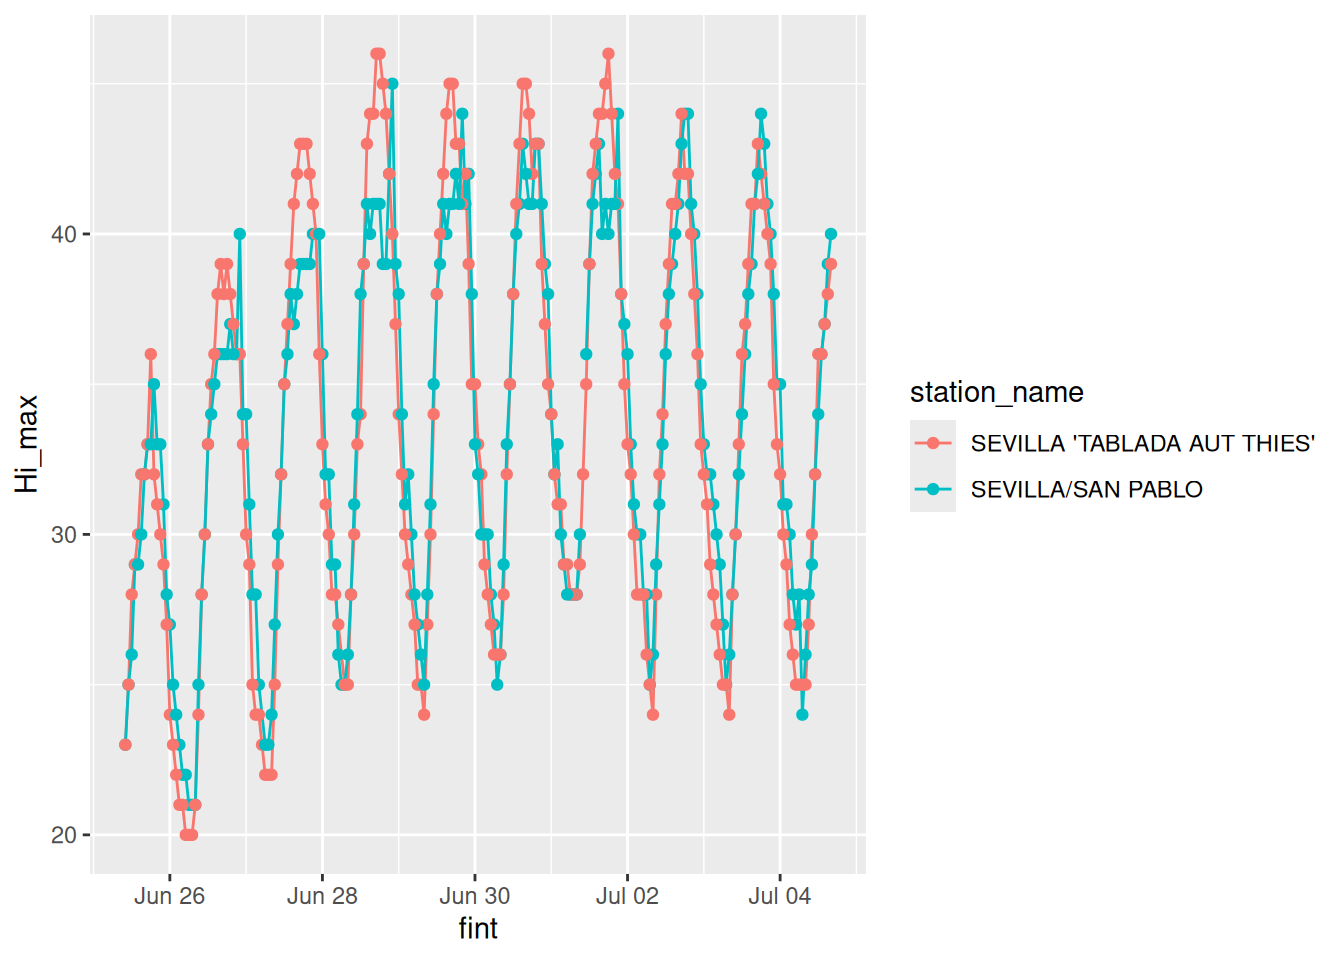 Hi_max
40
30
20
Jun 26
Jun 28
Jun 30
Jul 02
Jul 04
fint
station_name
SEVILLA 'TABLADA AUT THIES'
SEVILLA/SAN PABLO